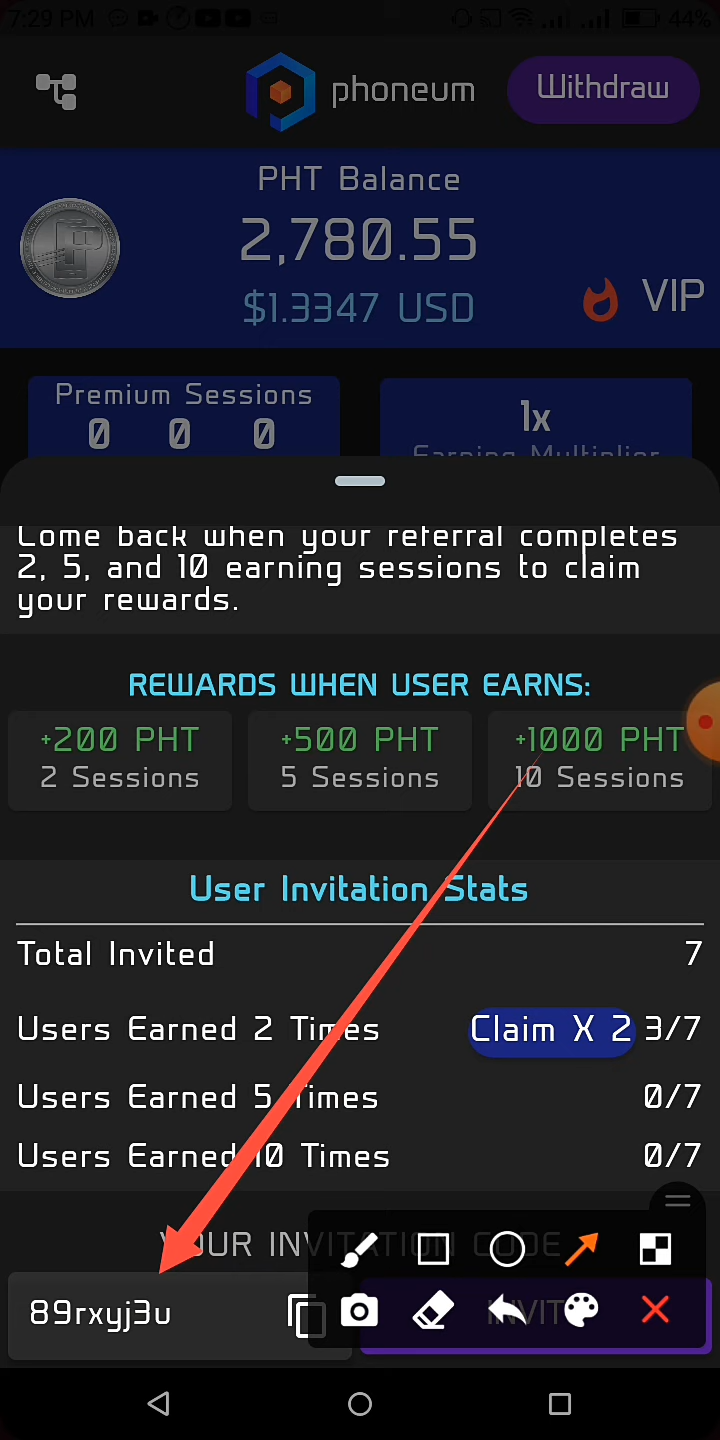 7:29 PM 44%
phoneum Withdraw
PHT Balance
2,780.55
$1.3347 USD
VIP
Premium Sessions
0 0 0
1x
Earning Multiplier
Come back when your referral completes
2, 5, and 10 earning sessions to claim
your rewards.
REWARDS WHEN USER EARNS:
+200 PHT +500 PHT +1000 PHT
2 Sessions 5 Sessions 10 Sessions
User Invitation Stats
Total Invited 7
Users Earned 2 Times Claim X 2 3/7
Users Earned 5 Times 0/7
Users Earned 10 Times 0/7
YOUR INVITATION CODE
89rxyj3u INVITE